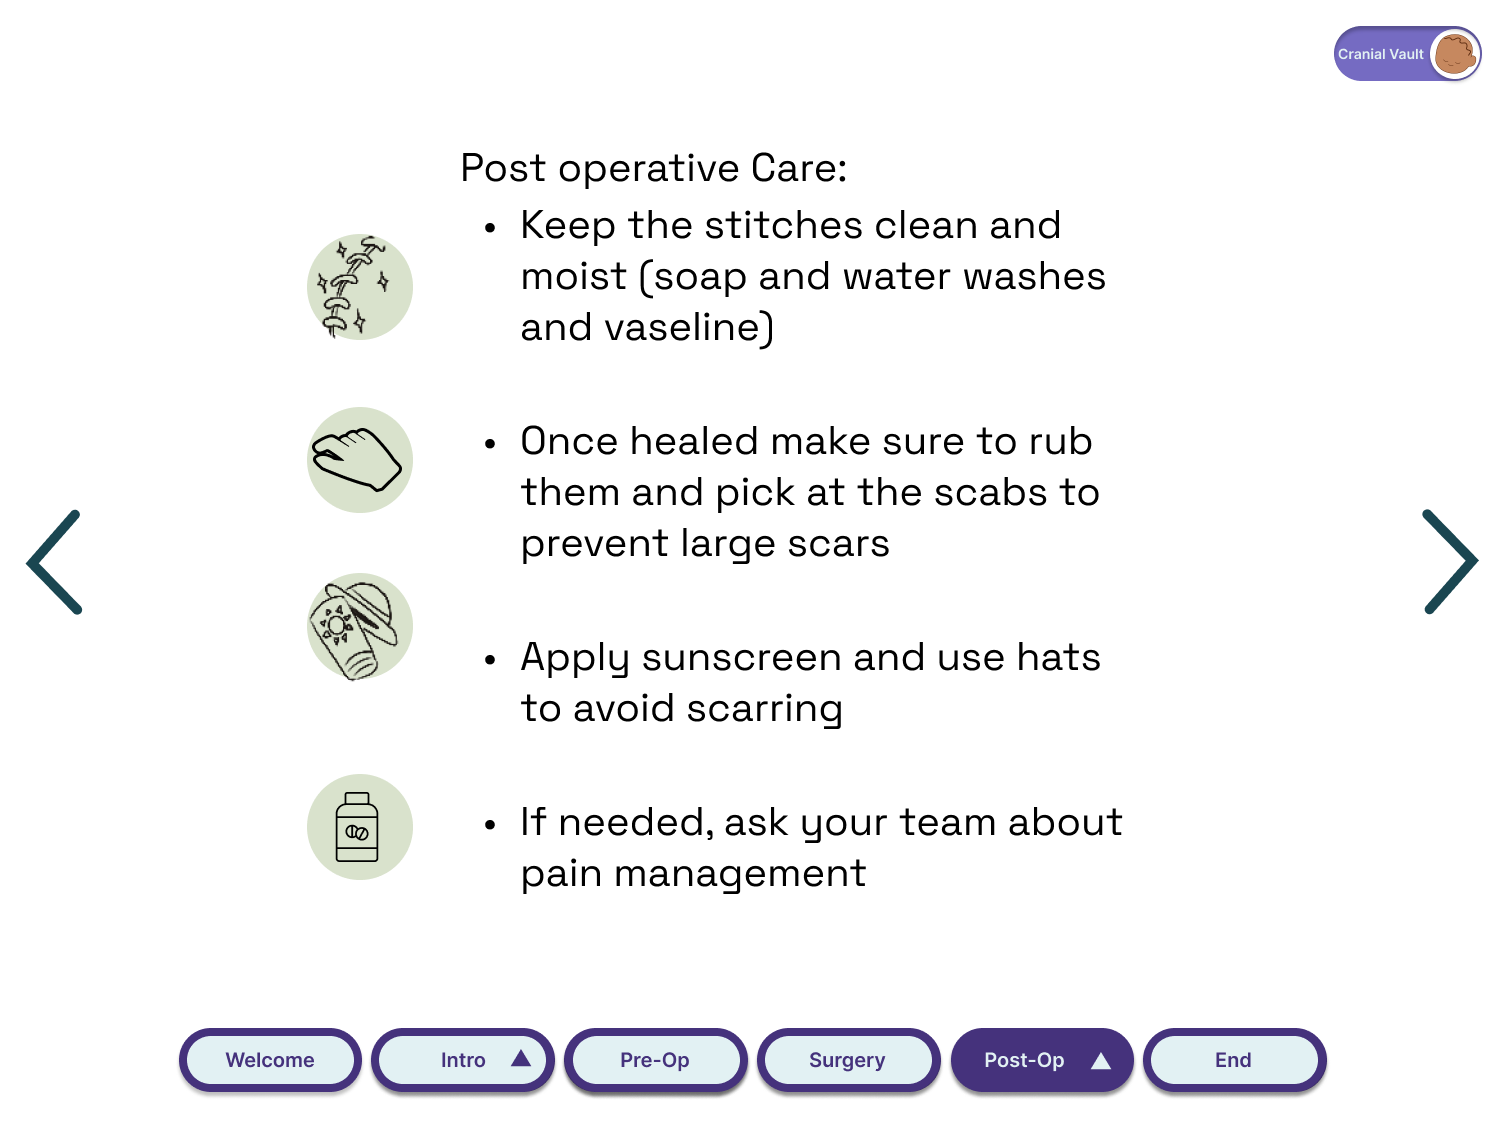 Cranial Vault
Post operative Care:
• Keep the stitches clean and
moist (soap and water washes
and vaseline)
• Once healed make sure to rub
them and pick at the scabs to
prevent large scars
• Apply sunscreen and use hats
to avoid scarring
• If needed, ask your team about
pain management
Welcome
Intro
Pre-Op
Surgery
Post-Op
End